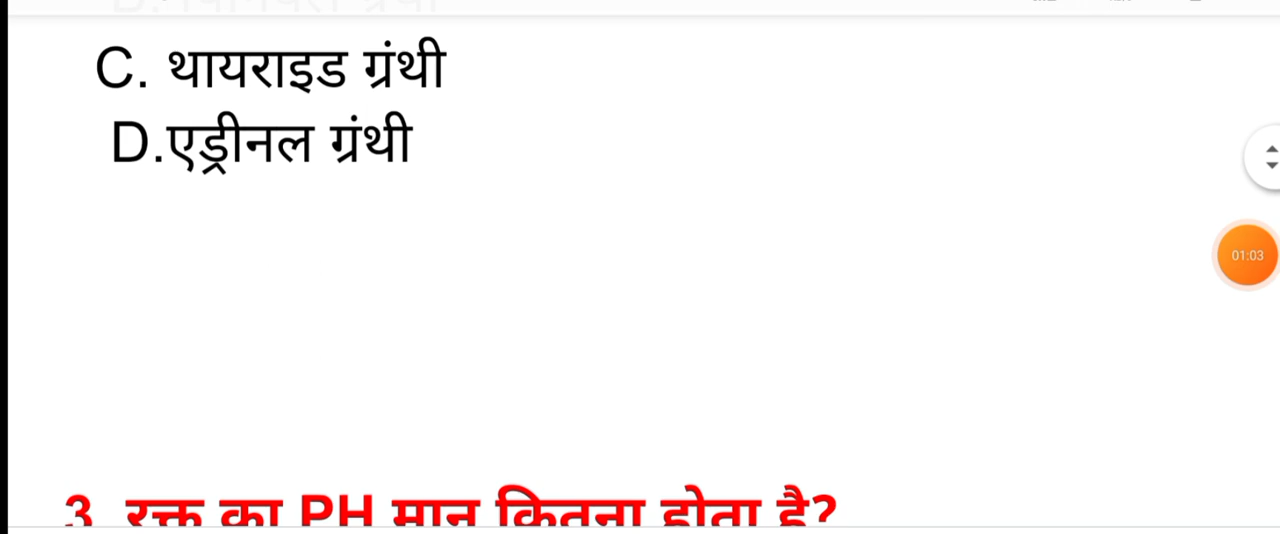 C. थायराइड ग्रंथी
D.एड्रीनल ग्रंथी
01:03
3 रक्त का PH मान कितना होता है?